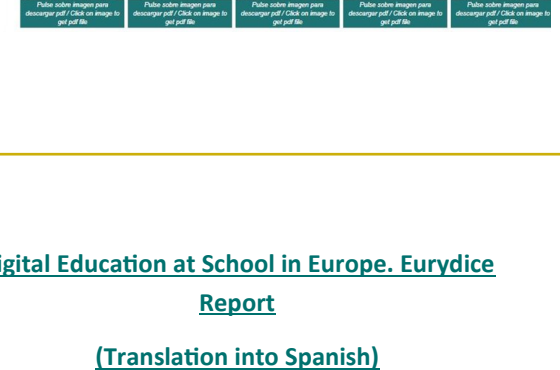 Pulse sobre imagen para
descargar pdf / Click on image to
get pdf file
Pulse sobre imagen para
descargar pdf / Click on image to
get pdf file
Pulse sobre imagen para
descargar pdf / Click on image to
get pdf file
Pulse sobre imagen para
descargar pdf / Click on image to
get pdf file
Pulse sobre imagen para
descargar pdf / Click on image to
get pdf file
igital Education at School in Europe. Eurydice
Report
(Translation into Spanish)